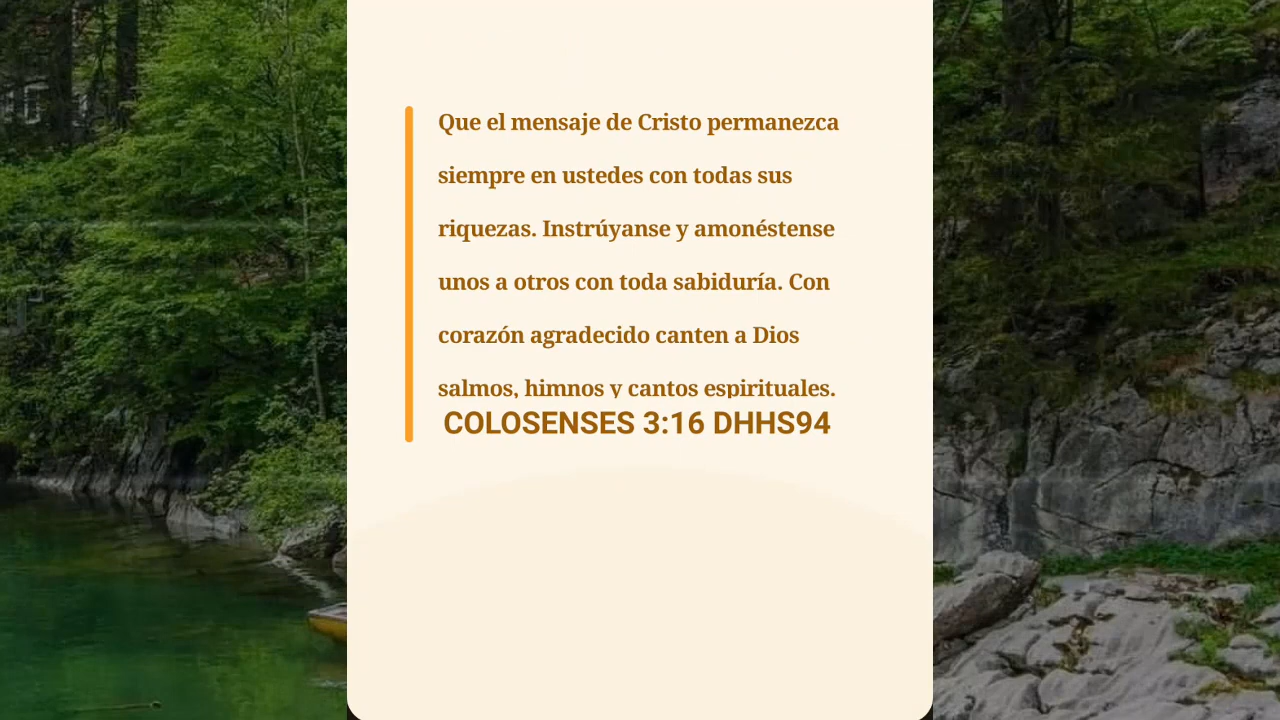 Que el mensaje de Cristo permanezca
siempre en ustedes con todas sus
riquezas. Instrúyanse y amonéstense
unos a otros con toda sabiduría. Con
corazón agradecido canten a Dios
salmos, himnos y cantos espirituales.
COLOSENSES 3:16 DHHS94